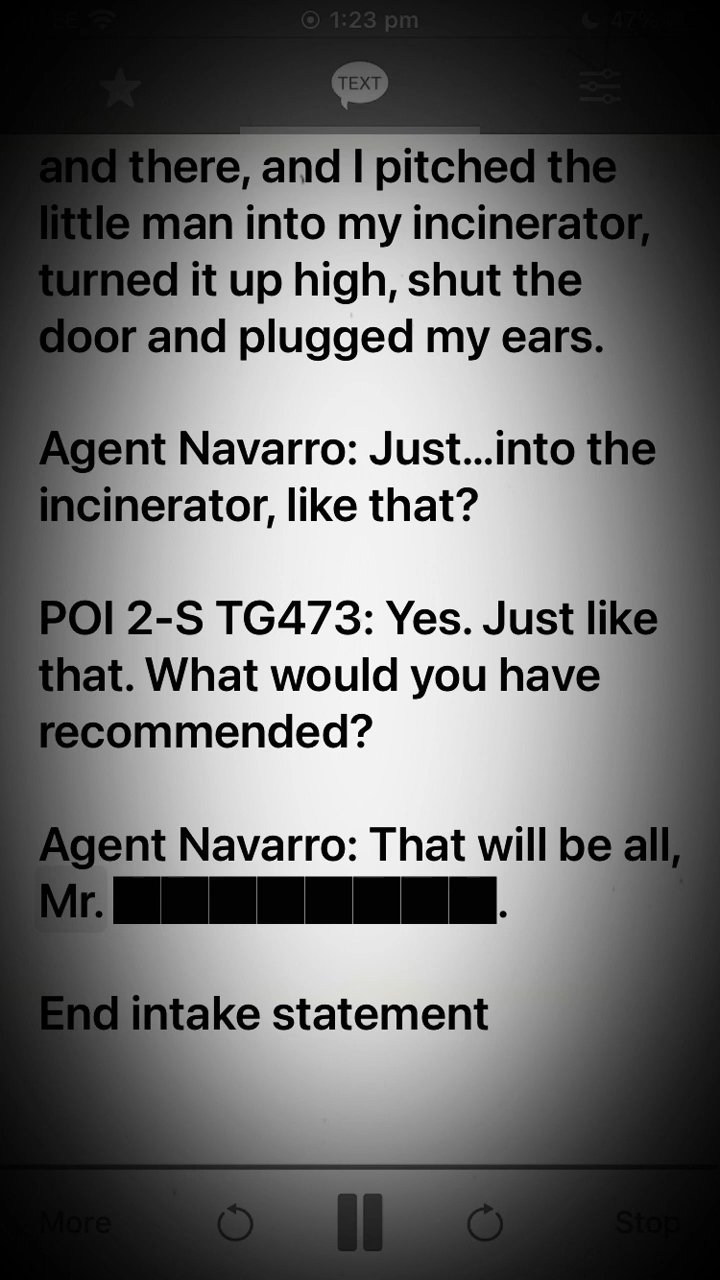 1:23 pm
47%
TEXT
and there, and I pitched the
little man into my incinerator,
turned it up high, shut the
door and plugged my ears.
Agent Navarro: Just...into the
incinerator, like that?
POI 2-S TG473: Yes. Just like
that. What would you have
recommended?
Agent Navarro: That will be all,
Mr. ████████.
End intake statement
More
Stop